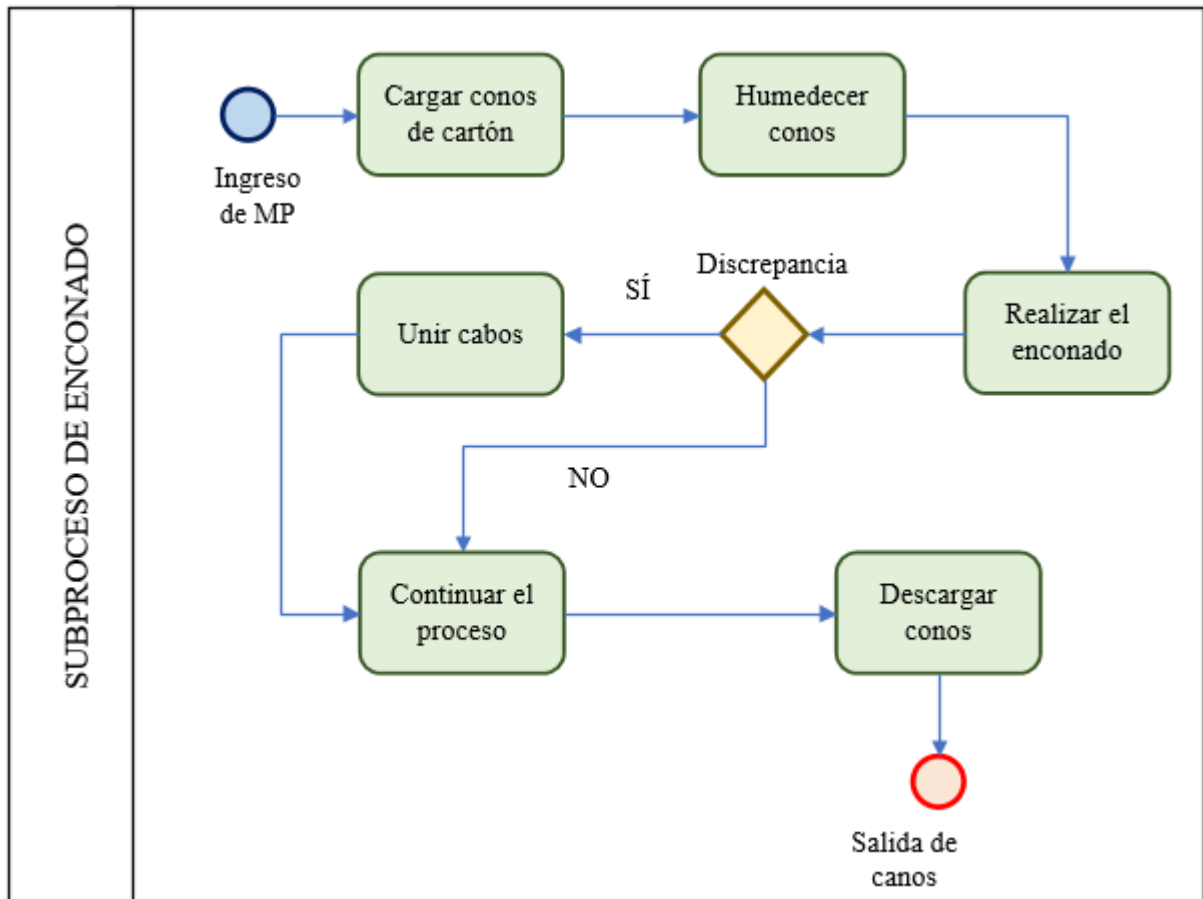 SUBPROCESO DE ENCONADO
Ingreso
de MP
Cargar conos
de cartón
Humedecer
conos
Realizar el
enconado
Discrepancia
SÍ
Unir cabos
NO
Continuar el
proceso
Descargar
conos
Salida de
canos